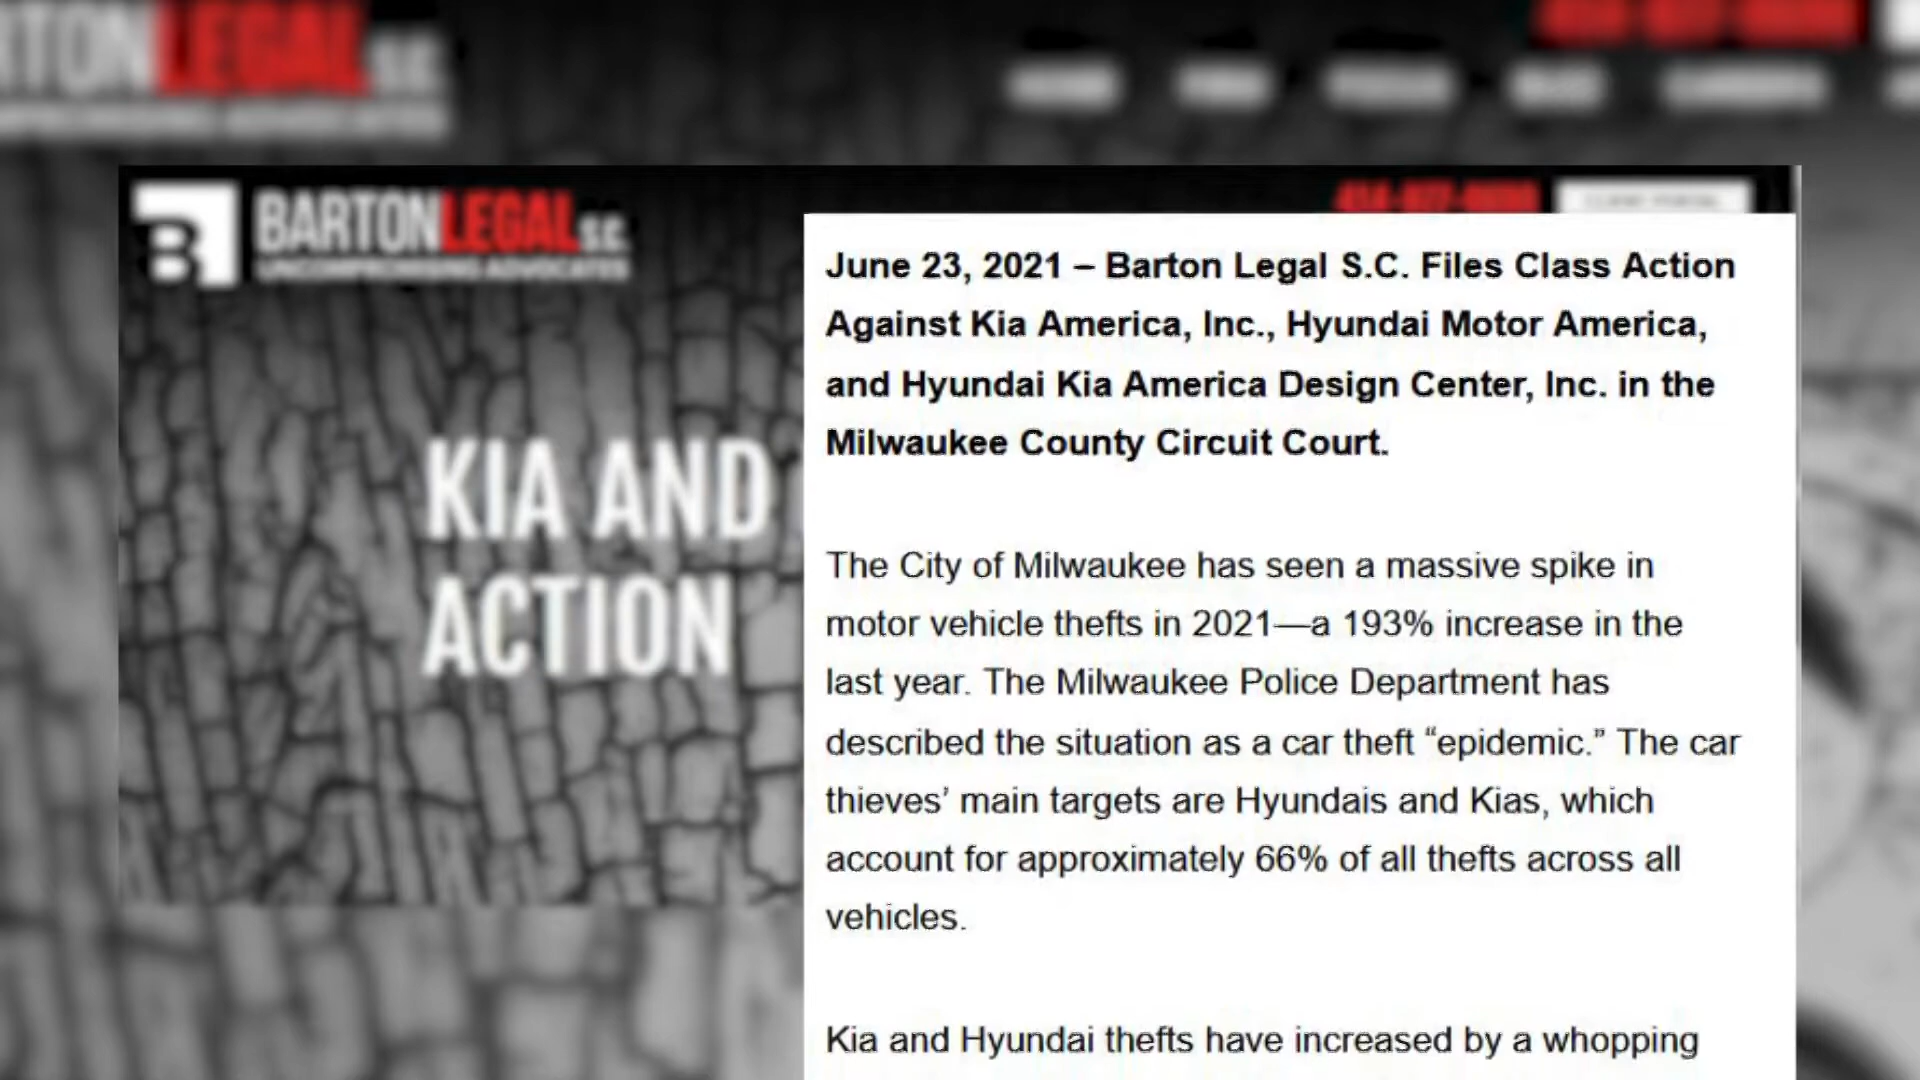 RTONLEGAL S.C.
BARTONLEGAL S.C.
UNCOMPROMISING ADVOCATES
KIA AND
ACTION
June 23, 2021 – Barton Legal S.C. Files Class Action
Against Kia America, Inc., Hyundai Motor America,
and Hyundai Kia America Design Center, Inc. in the
Milwaukee County Circuit Court.
The City of Milwaukee has seen a massive spike in
motor vehicle thefts in 2021—a 193% increase in the
last year. The Milwaukee Police Department has
described the situation as a car theft “epidemic.” The car
thieves’ main targets are Hyundais and Kias, which
account for approximately 66% of all thefts across all
vehicles.
Kia and Hyundai thefts have increased by a whopping